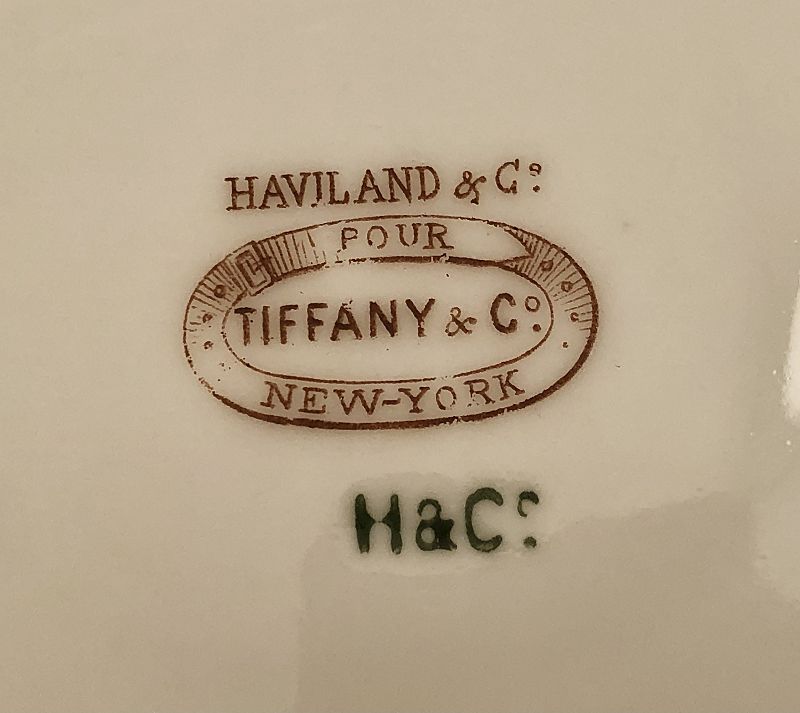 HAVILAND & Cº:
POUR
TIFFANY & Cº:
NEW-YORK
H&Cº: